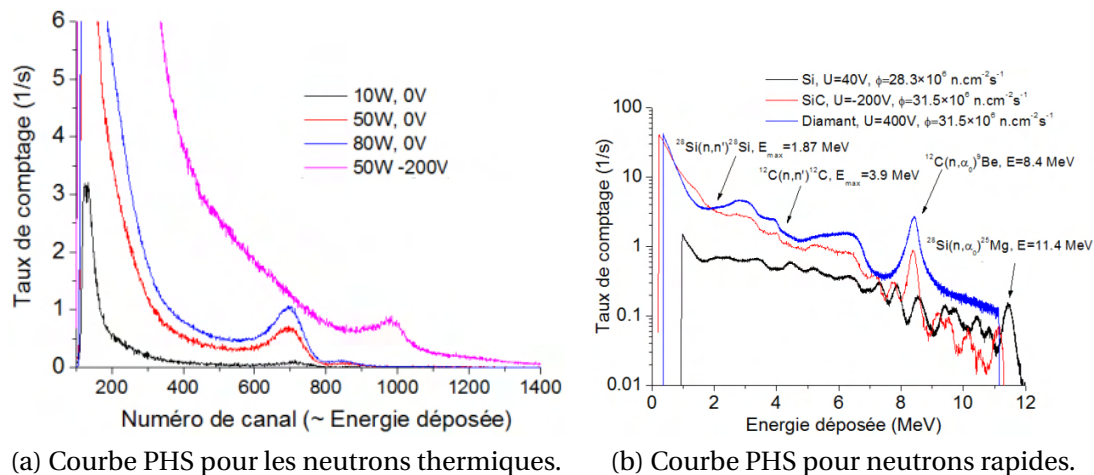 Taux de comptage (1/s)
6
5
4
3
2
1
0
200 400 600 800 1000 1200 1400
Numéro de canal (~ Energie déposée)
10W, 0V
50W, 0V
80W, 0V
50W -200V
(a) Courbe PHS pour les neutrons thermiques.
Si, U=40V, ϕ=28.3×10⁶ n.cm⁻²s⁻¹
SiC, U=-200V, ϕ=31.5×10⁶ n.cm⁻²s⁻¹
Diamant, U=400V, ϕ=31.5×10⁶ n.cm⁻²s⁻¹
Taux de comptage (1/s)
100
10
1
0.1
0.01
²⁸Si(n,n')²⁸Si, Eₘₐₓ=1.87 MeV
¹²C(n,n')¹²C, Eₘₐₓ=3.9 MeV
¹²C(n,α₀)⁹Be, E=8.4 MeV
²⁸Si(n,α₀)²⁵Mg, E=11.4 MeV
0 2 4 6 8 10 12
Energie déposée (MeV)
(b) Courbe PHS pour neutrons rapides.